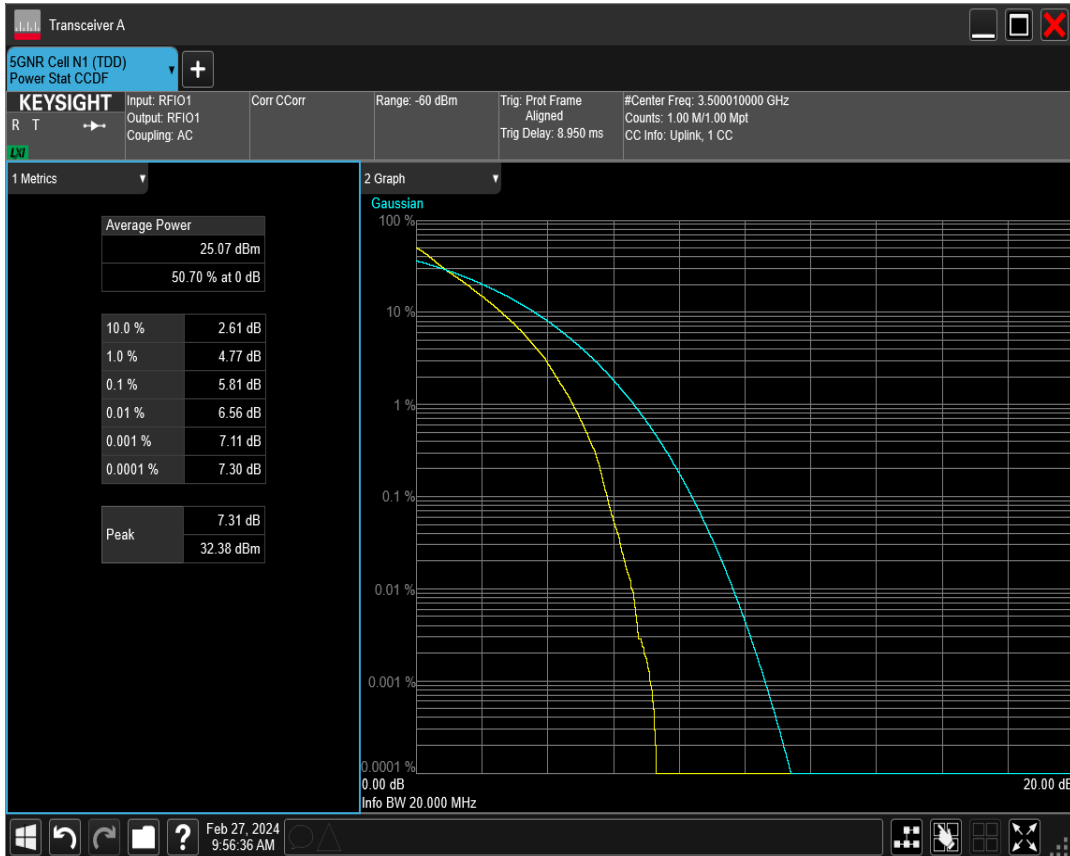 Transceiver A
5GNR Cell N1 (TDD)
Power Stat CCDF
+
KEYSIGHT
R T
LXI
Input: RFIO1
Output: RFIO1
Coupling: AC
Corr CCorr
Range: -60 dBm
Trig: Prot Frame
Aligned
Trig Delay: 8.950 ms
#Center Freq: 3.500010000 GHz
Counts: 1.00 M/1.00 Mpt
CC Info: Uplink, 1 CC
1 Metrics
Average Power
25.07 dBm
50.70 % at 0 dB
10.0 % 2.61 dB
1.0 % 4.77 dB
0.1 % 5.81 dB
0.01 % 6.56 dB
0.001 % 7.11 dB
0.0001 % 7.30 dB
Peak
7.31 dB
32.38 dBm
2 Graph
Gaussian
100 %
10 %
1 %
0.1 %
0.01 %
0.001 %
0.0001 %
0.00 dB 20.00 dB
Info BW 20.000 MHz
?
Feb 27, 2024
9:56:36 AM